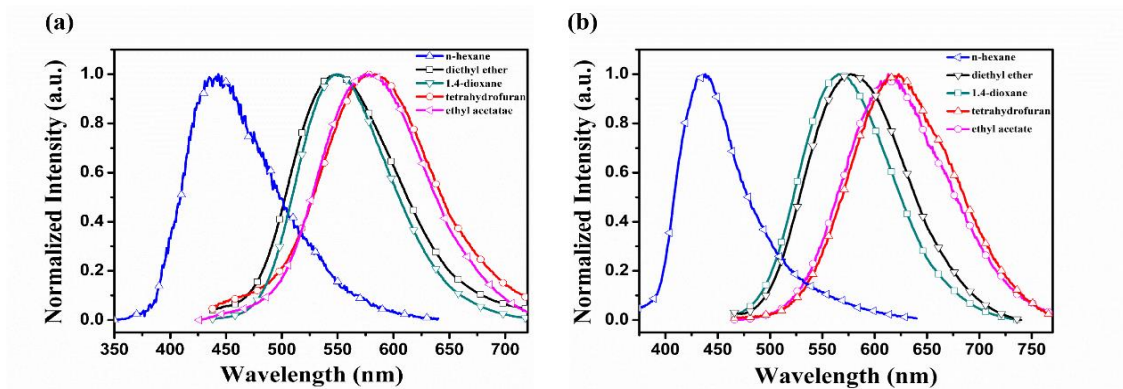 (a)
n-hexane
diethyl ether
1.4-dioxane
tetrahydrofuran
ethyl acetatae
Normalized Intensity (a.u.)
1.0
0.8
0.6
0.4
0.2
0.0
350 400 450 500 550 600 650 700
Wavelength (nm)
(b)
n-hexane
diethyl ether
1.4-dioxane
tetrahydrofuran
ethyl acetate
Normalized Intensity (a.u.)
1.0
0.8
0.6
0.4
0.2
0.0
400 450 500 550 600 650 700 750
Wavelength (nm)